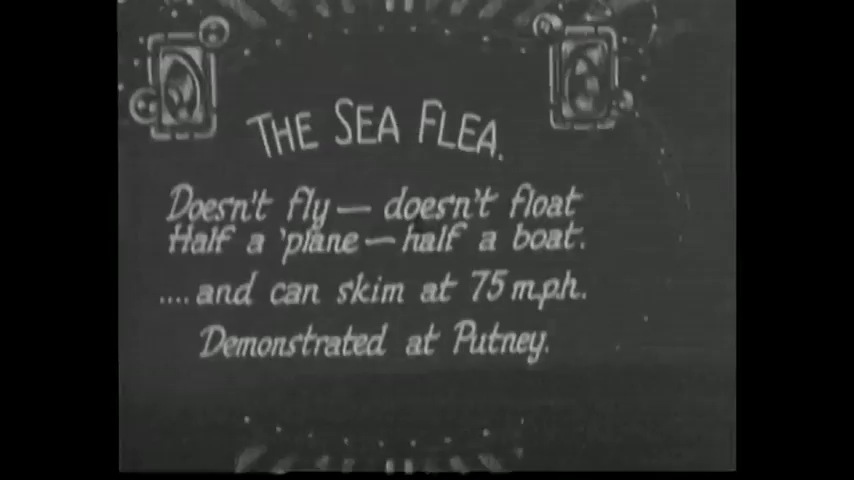 THE SEA FLEA.
Doesn't fly — doesn't float
Half a 'plane — half a boat.
....and can skim at 75 m.p.h.
Demonstrated at Putney.